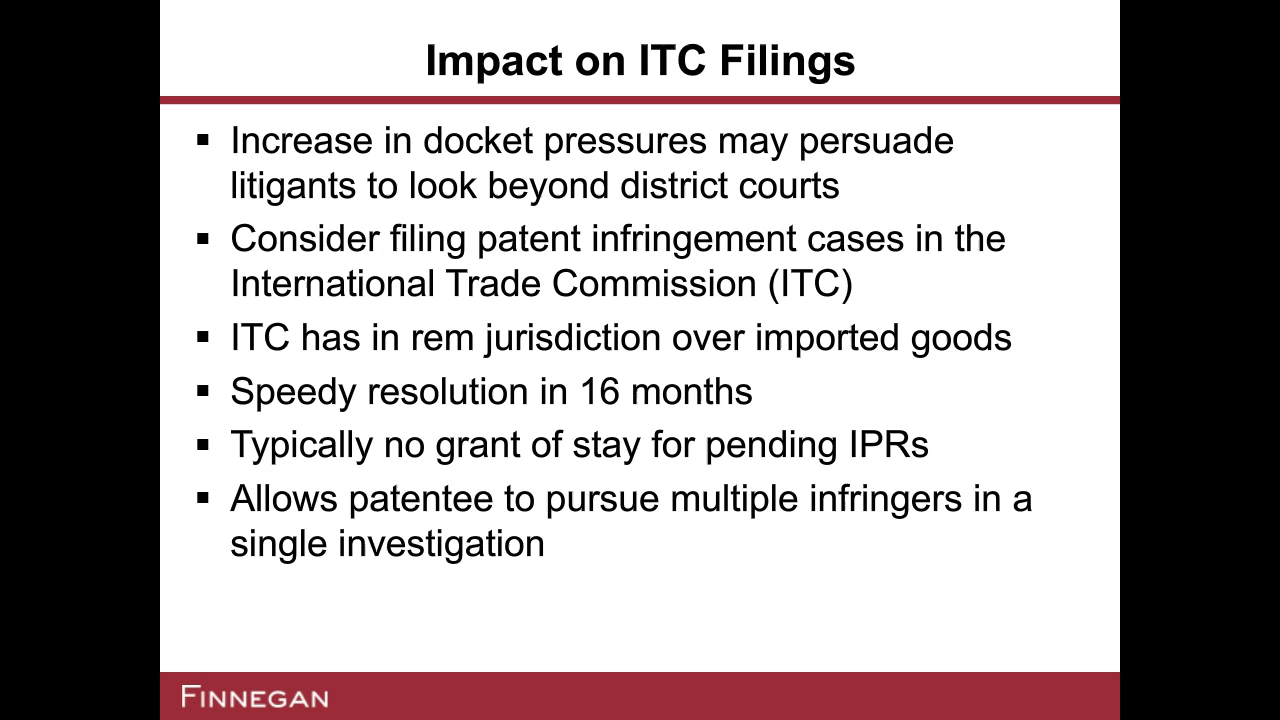 Impact on ITC Filings
▪ Increase in docket pressures may persuade
litigants to look beyond district courts
▪ Consider filing patent infringement cases in the
International Trade Commission (ITC)
▪ ITC has in rem jurisdiction over imported goods
▪ Speedy resolution in 16 months
▪ Typically no grant of stay for pending IPRs
▪ Allows patentee to pursue multiple infringers in a
single investigation
FINNEGAN